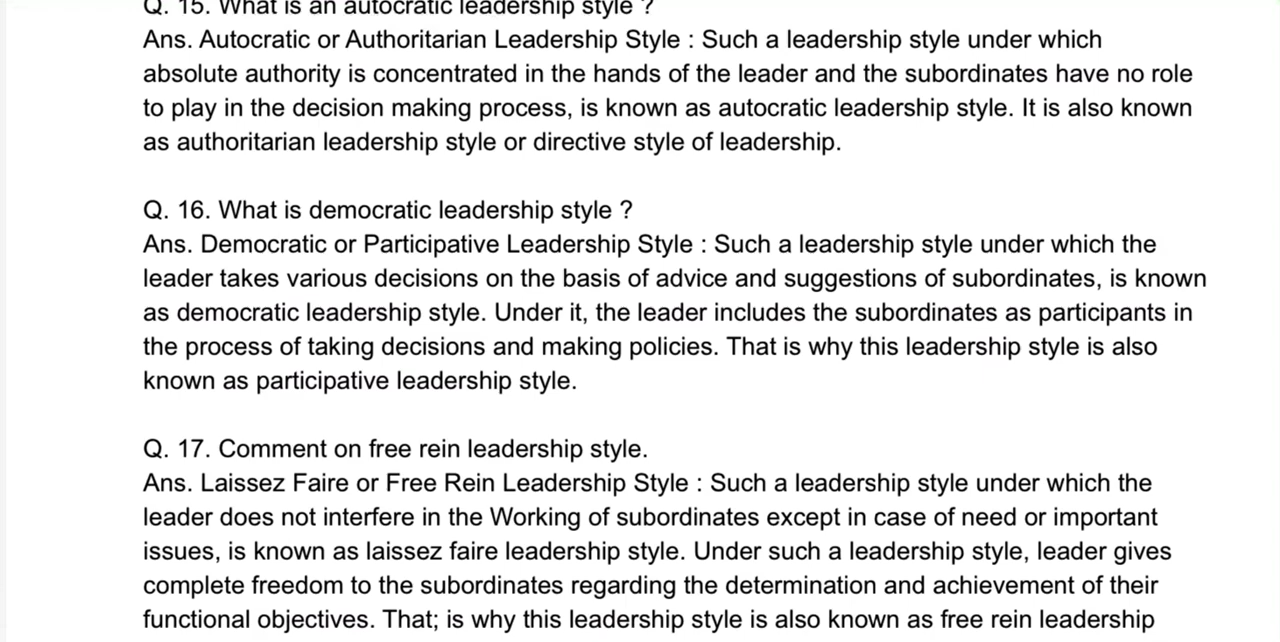 Q. 15. What is an autocratic leadership style ?
Ans. Autocratic or Authoritarian Leadership Style : Such a leadership style under which
absolute authority is concentrated in the hands of the leader and the subordinates have no role
to play in the decision making process, is known as autocratic leadership style. It is also known
as authoritarian leadership style or directive style of leadership.
Q. 16. What is democratic leadership style ?
Ans. Democratic or Participative Leadership Style : Such a leadership style under which the
leader takes various decisions on the basis of advice and suggestions of subordinates, is known
as democratic leadership style. Under it, the leader includes the subordinates as participants in
the process of taking decisions and making policies. That is why this leadership style is also
known as participative leadership style.
Q. 17. Comment on free rein leadership style.
Ans. Laissez Faire or Free Rein Leadership Style : Such a leadership style under which the
leader does not interfere in the Working of subordinates except in case of need or important
issues, is known as laissez faire leadership style. Under such a leadership style, leader gives
complete freedom to the subordinates regarding the determination and achievement of their
functional objectives. That; is why this leadership style is also known as free rein leadership